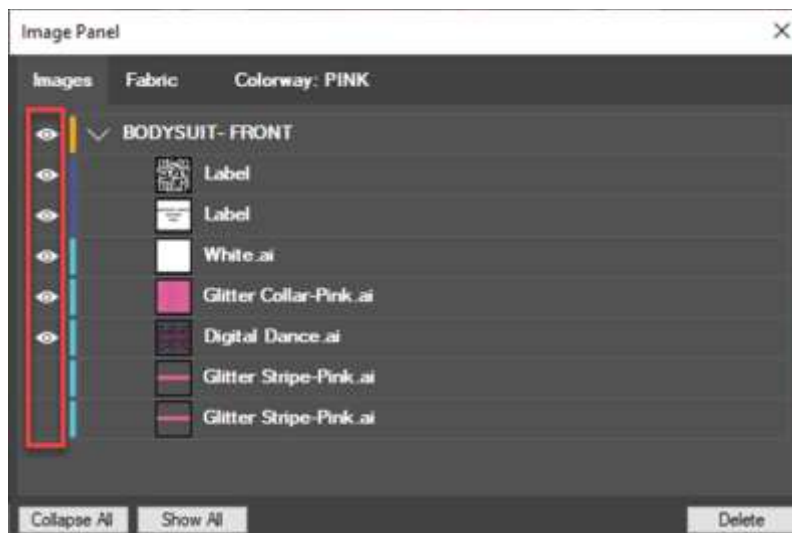 Image Panel
Images Fabric Colorway: PINK
BODYSUIT- FRONT
Label
Label
White.ai
Glitter Collar-Pink.ai
Digital Dance.ai
Glitter Stripe-Pink.ai
Glitter Stripe-Pink.ai
Collapse All Show All Delete